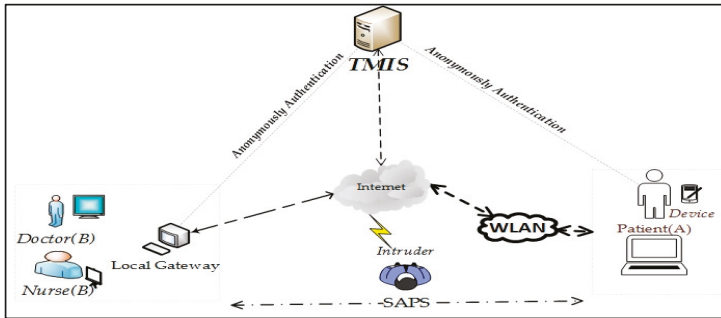 TMIS
Anonymously Authentication
Anonymously Authentication
Internet
Doctor(B)
Local Gateway
Nurse(B)
Intruder
WLAN
Device
Patient(A)
SAPS